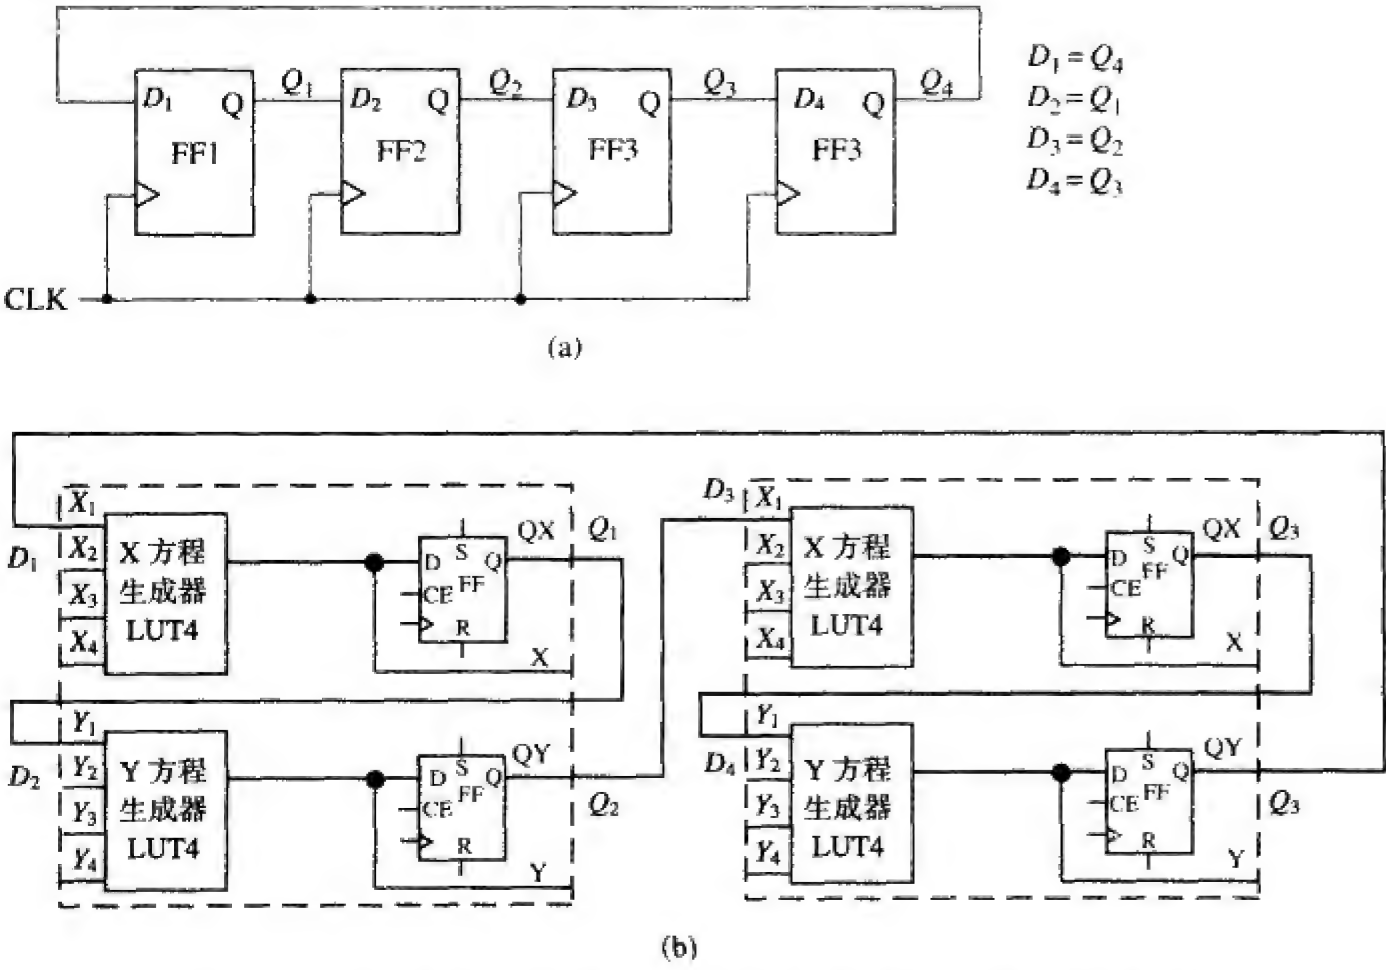 D₁ = Q₄
D₂ = Q₁
D₃ = Q₂
D₄ = Q₃
D₁ Q Q₁ D₂ Q Q₂ D₃ Q Q₃ D₄ Q Q₄
FF1 FF2 FF3 FF3
CLK
(a)
D₁
X₁
X₂
X₃
X₄
X 方程
生成器
LUT4
D S Q
FF
CE
R
QX
Q₁
X
D₂
Y₁
Y₂
Y₃
Y₄
Y 方程
生成器
LUT4
D S Q
FF
CE
R
QY
Q₂
Y
D₃
X₁
X₂
X₃
X₄
X 方程
生成器
LUT4
D S Q
FF
CE
R
QX
Q₃
X
D₄
Y₁
Y₂
Y₃
Y₄
Y 方程
生成器
LUT4
D S Q
FF
CE
R
QY
Q₃
Y
(b)